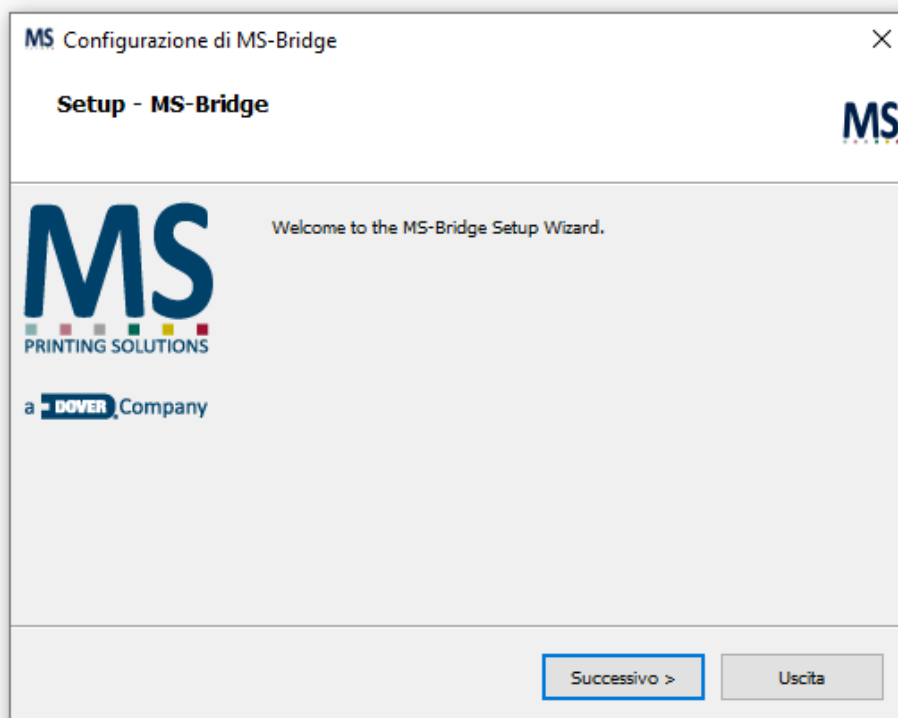 MS Configurazione di MS-Bridge
Setup - MS-Bridge
MS
MS
PRINTING SOLUTIONS
a DOVER Company
Welcome to the MS-Bridge Setup Wizard.
Successivo >
Uscita